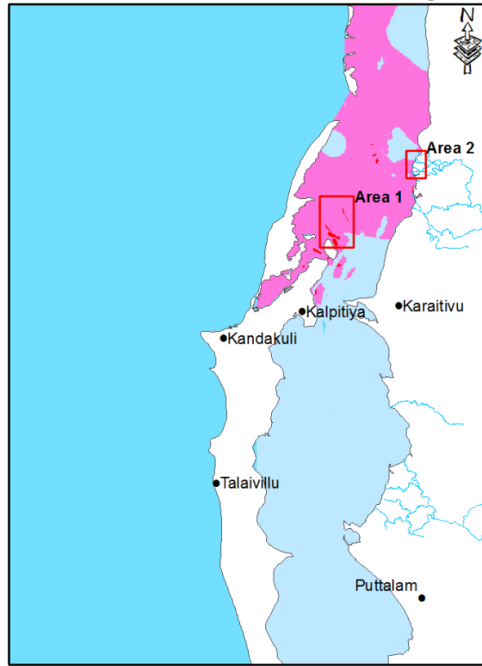 N
Area 2
Area 1
Kalpitiya
Karaitivu
Kandakuli
Talaivillu
Puttalam